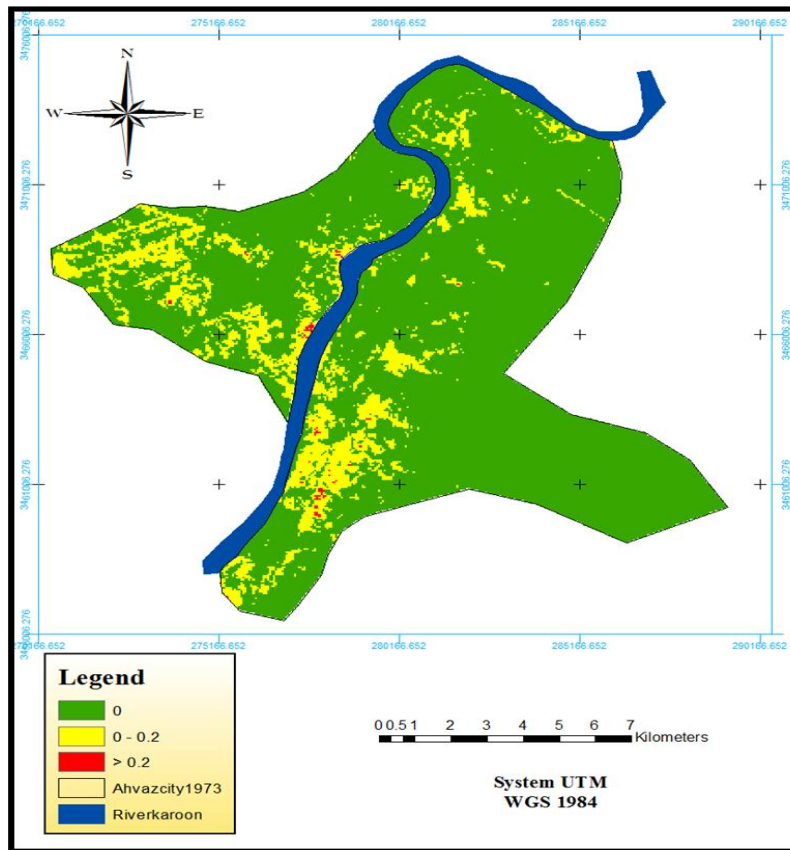 270166.652 275166.652 280166.652 285166.652 290166.652
3476006.276
3476006.276
N
W E
S
3471006.276
3471006.276
3466006.276
3466006.276
3461006.276
3461006.276
270166.652 275166.652 280166.652 285166.652 290166.652
Legend
0
0 - 0.2
> 0.2
Ahvazcity1973
Riverkaroon
0 0.5 1 2 3 4 5 6 7
Kilometers
System UTM
WGS 1984